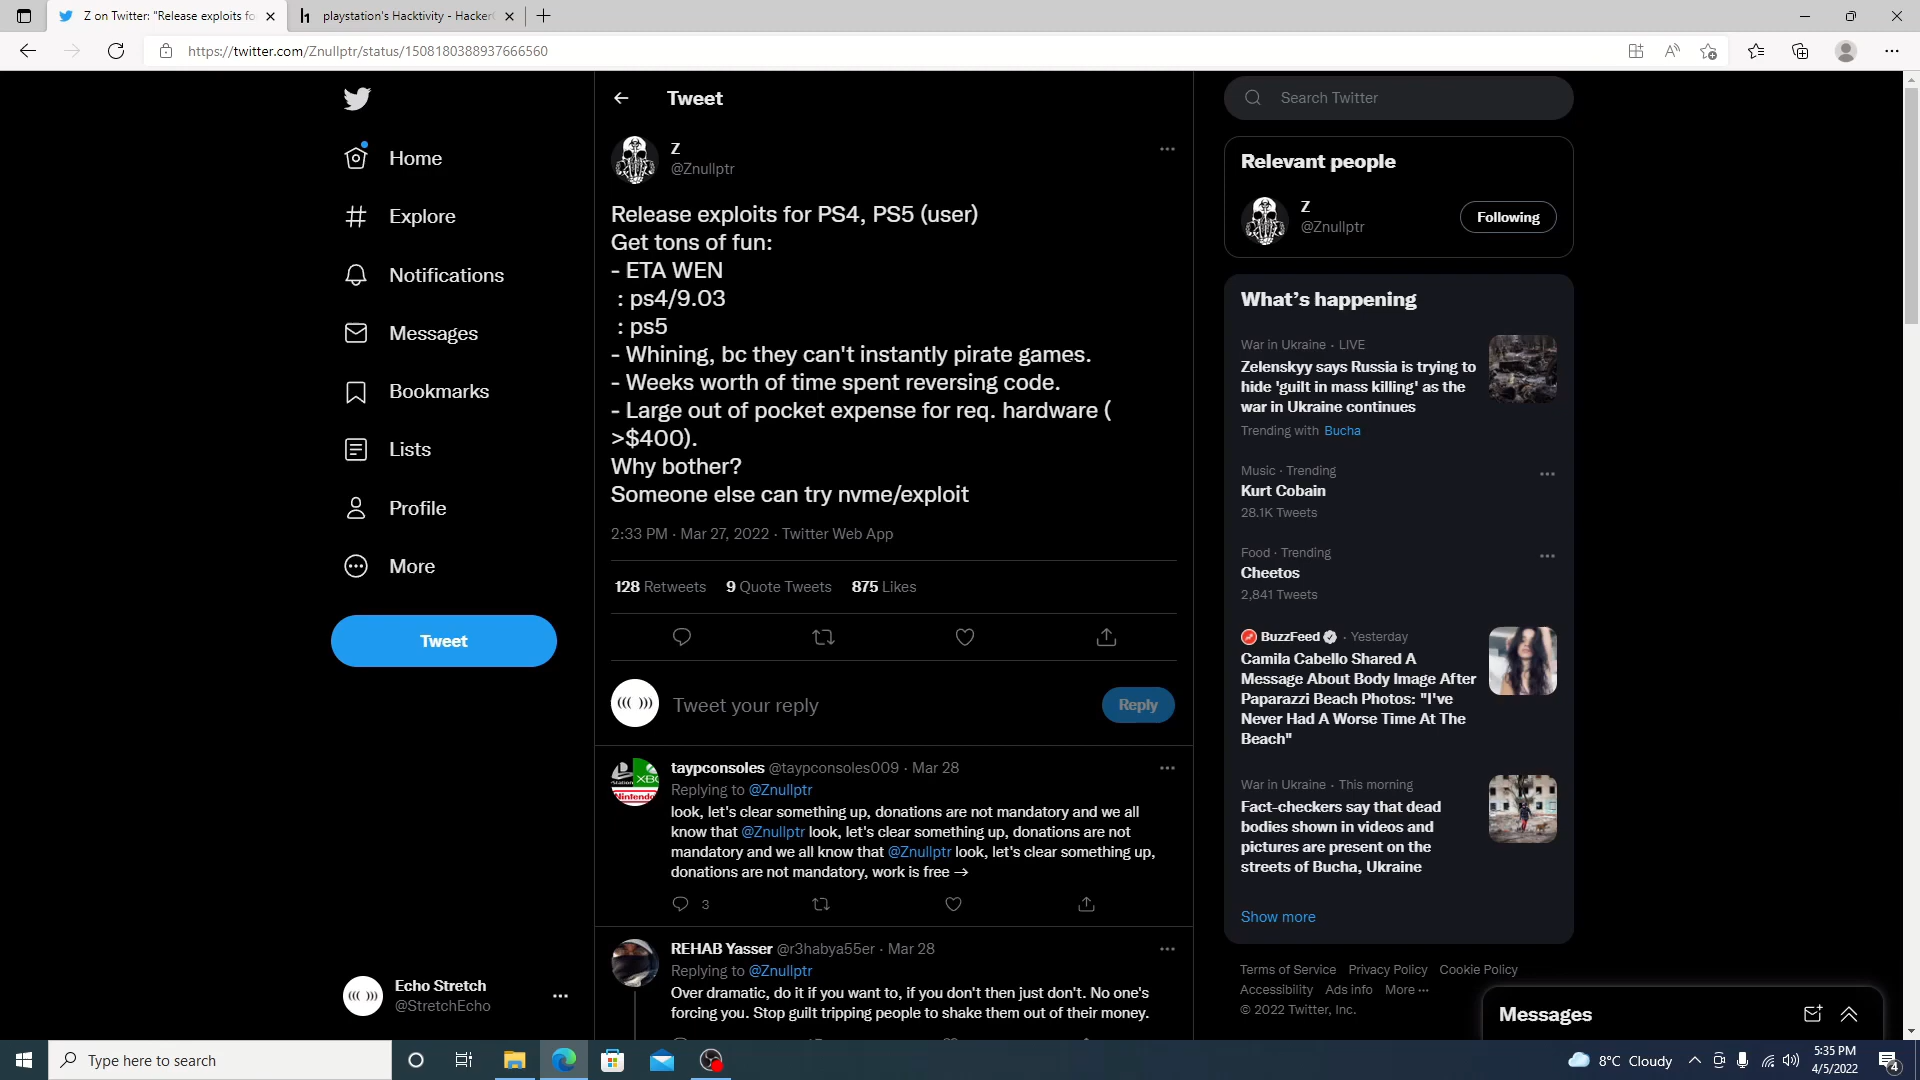 Z on Twitter: "Release exploits fo
playstation's Hacktivity - Hacker
https://twitter.com/Znullptr/status/1508180388937666560
Home
Explore
Notifications
Messages
Bookmarks
Lists
Profile
More
Tweet
Echo Stretch
@StretchEcho
Tweet
Z
@Znullptr
Release exploits for PS4, PS5 (user)
Get tons of fun:
- ETA WEN
: ps4/9.03
: ps5
- Whining, bc they can't instantly pirate games.
- Weeks worth of time spent reversing code.
- Large out of pocket expense for req. hardware (
>$400).
Why bother?
Someone else can try nvme/exploit
2:33 PM · Mar 27, 2022 · Twitter Web App
128 Retweets 9 Quote Tweets 875 Likes
Tweet your reply
Reply
taypconsoles @taypconsoles009 · Mar 28
Replying to @Znullptr
look, let's clear something up, donations are not mandatory and we all
know that @Znullptr look, let's clear something up, donations are not
mandatory and we all know that @Znullptr look, let's clear something up,
donations are not mandatory, work is free →
3
REHAB Yasser @r3habya55er · Mar 28
Replying to @Znullptr
Over dramatic, do it if you want to, if you don't then just don't. No one's
forcing you. Stop guilt tripping people to shake them out of their money.
Search Twitter
Relevant people
Z
@Znullptr
Following
What's happening
War in Ukraine · LIVE
Zelenskyy says Russia is trying to
hide 'guilt in mass killing' as the
war in Ukraine continues
Trending with Bucha
Music · Trending
Kurt Cobain
28.1K Tweets
Food · Trending
Cheetos
2,841 Tweets
BuzzFeed · Yesterday
Camila Cabello Shared A
Message About Body Image After
Paparazzi Beach Photos: "I've
Never Had A Worse Time At The
Beach"
War in Ukraine · This morning
Fact-checkers say that dead
bodies shown in videos and
pictures are present on the
streets of Bucha, Ukraine
Show more
Terms of Service Privacy Policy Cookie Policy
Accessibility Ads info More ···
© 2022 Twitter, Inc.
Messages
Type here to search
8°C Cloudy
5:35 PM
4/5/2022
4